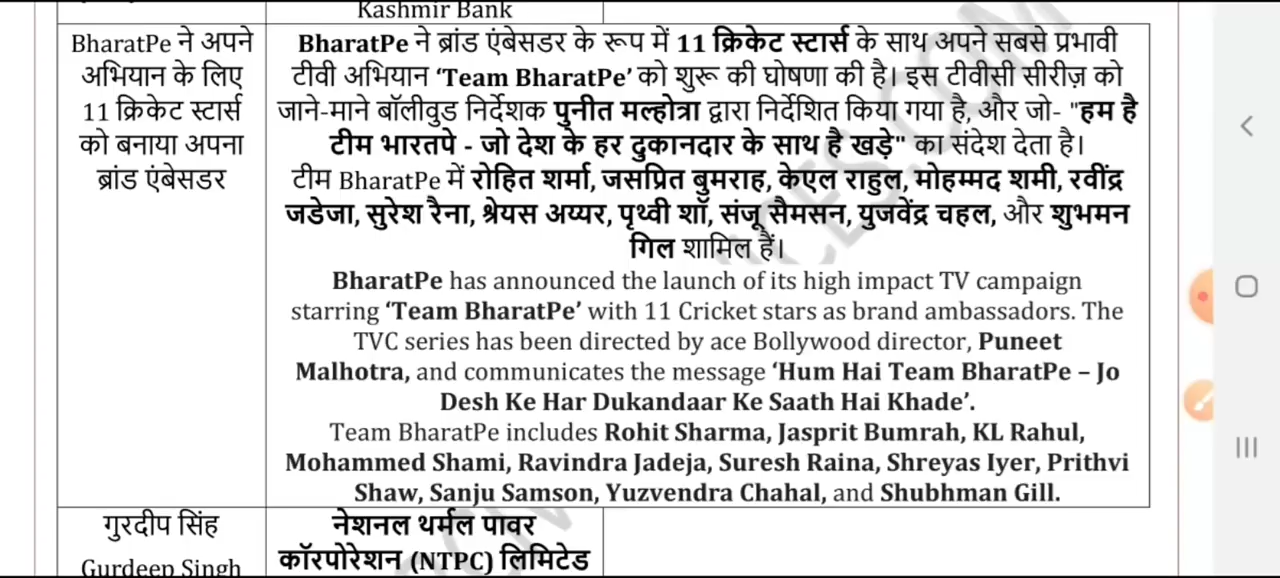 Kashmir Bank
BharatPe ने अपने
अभियान के लिए
11 क्रिकेट स्टार्स
को बनाया अपना
ब्रांड एंबेसडर
BharatPe ने ब्रांड एंबेसडर के रूप में 11 क्रिकेट स्टार्स के साथ अपने सबसे प्रभावी
टीवी अभियान ‘Team BharatPe’ को शुरू की घोषणा की है। इस टीवीसी सीरीज़ को
जाने-माने बॉलीवुड निर्देशक पुनीत मल्होत्रा द्वारा निर्देशित किया गया है, और जो- "हम है
टीम भारतपे - जो देश के हर दुकानदार के साथ है खड़े" का संदेश देता है।
टीम BharatPe में रोहित शर्मा, जसप्रित बुमराह, केएल राहुल, मोहम्मद शमी, रवींद्र
जडेजा, सुरेश रैना, श्रेयस अय्यर, पृथ्वी शॉ, संजू सैमसन, युजवेंद्र चहल, और शुभमन
गिल शामिल हैं।
BharatPe has announced the launch of its high impact TV campaign
starring ‘Team BharatPe’ with 11 Cricket stars as brand ambassadors. The
TVC series has been directed by ace Bollywood director, Puneet
Malhotra, and communicates the message ‘Hum Hai Team BharatPe – Jo
Desh Ke Har Dukandaar Ke Saath Hai Khade’.
Team BharatPe includes Rohit Sharma, Jasprit Bumrah, KL Rahul,
Mohammed Shami, Ravindra Jadeja, Suresh Raina, Shreyas Iyer, Prithvi
Shaw, Sanju Samson, Yuzvendra Chahal, and Shubhman Gill.
गुरदीप सिंह
Gurdeep Singh
नेशनल थर्मल पावर
कॉरपोरेशन (NTPC) लिमिटेड